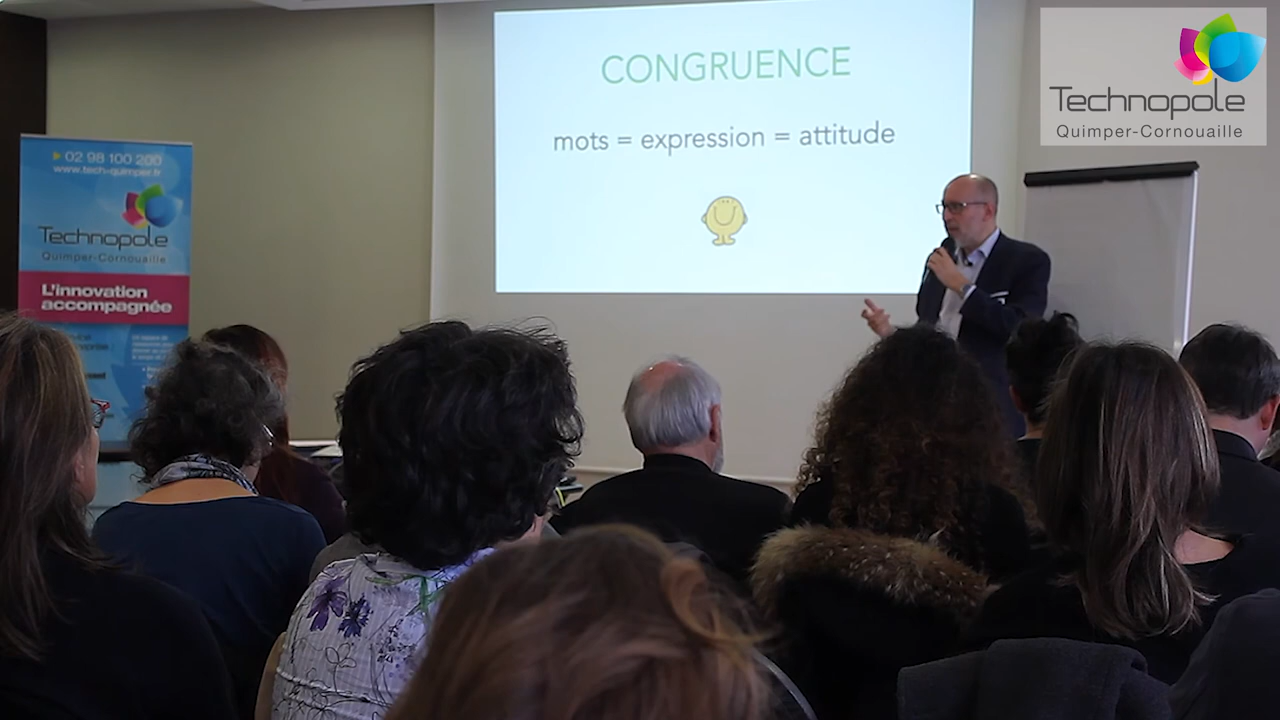 CONGRUENCE
mots = expression = attitude
Technopole
Quimper-Cornouaille
02 98 100 200
www.tech-quimper.fr
Technopole
Quimper-Cornouaille
L'innovation
accompagnée